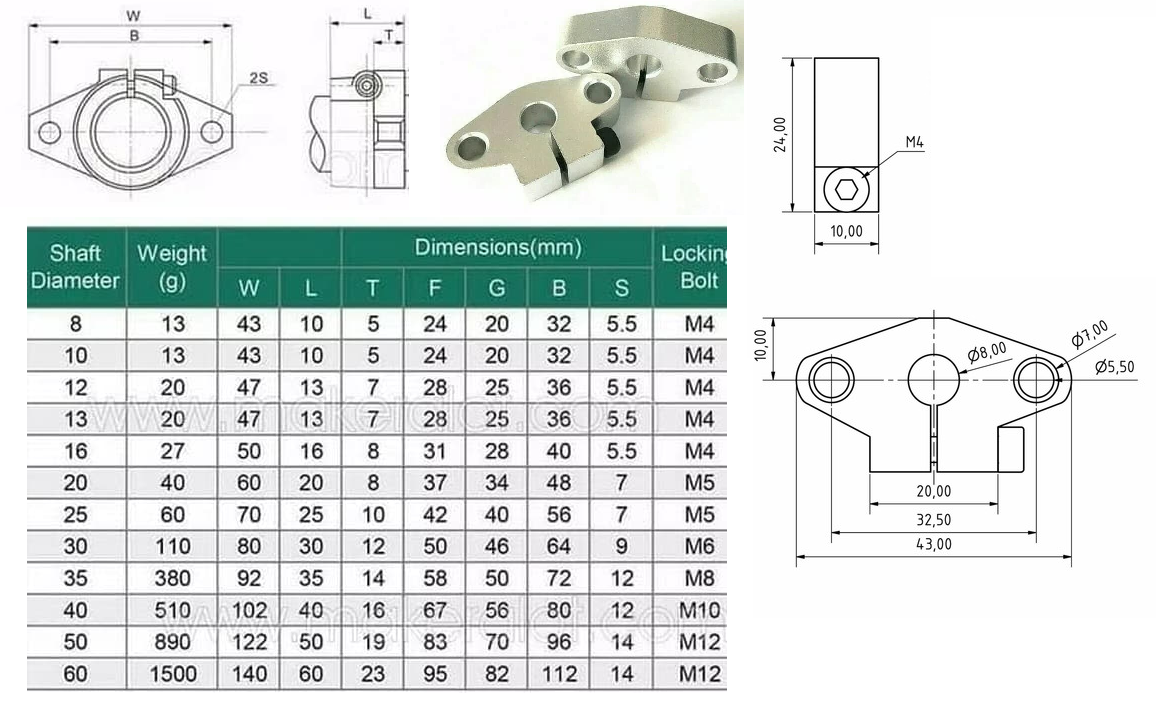 W
B
2S
L
T
24,00
M4
10,00
Shaft Diameter Weight (g) Dimensions(mm) Locking Bolt
W L T F G B S
8 13 43 10 5 24 20 32 5.5 M4
10 13 43 10 5 24 20 32 5.5 M4
12 20 47 13 7 28 25 36 5.5 M4
13 20 47 13 7 28 25 36 5.5 M4
16 27 50 16 8 31 28 40 5.5 M4
20 40 60 20 8 37 34 48 7 M5
25 60 70 25 10 42 40 56 7 M5
30 110 80 30 12 50 46 64 9 M6
35 380 92 35 14 58 50 72 12 M8
40 510 102 40 16 67 56 80 12 M10
50 890 122 50 19 83 70 96 14 M12
60 1500 140 60 23 95 82 112 14 M12
www.makeralot.com
www.makeralot.com
10,00
Ø8,00
Ø7,00
Ø5,50
20,00
32,50
43,00